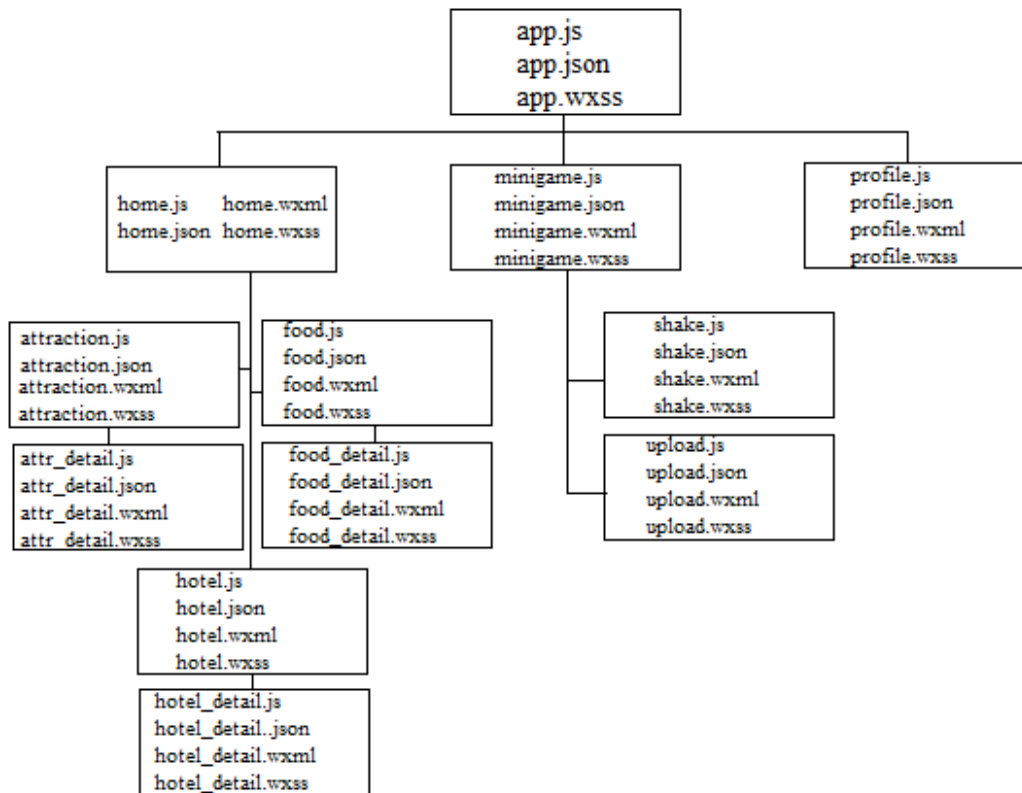 app.js
app.json
app.wxss
home.js home.wxml
home.json home.wxss
minigame.js
minigame.json
minigame.wxml
minigame.wxss
profile.js
profile.json
profile.wxml
profile.wxss
attraction.js
attraction.json
attraction.wxml
attraction.wxss
food.js
food.json
food.wxml
food.wxss
shake.js
shake.json
shake.wxml
shake.wxss
attr_detail.js
attr_detail.json
attr_detail.wxml
attr_detail.wxss
food_detail.js
food_detail.json
food_detail.wxml
food_detail.wxss
upload.js
upload.json
upload.wxml
upload.wxss
hotel.js
hotel.json
hotel.wxml
hotel.wxss
hotel_detail.js
hotel_detail..json
hotel_detail.wxml
hotel_detail.wxss